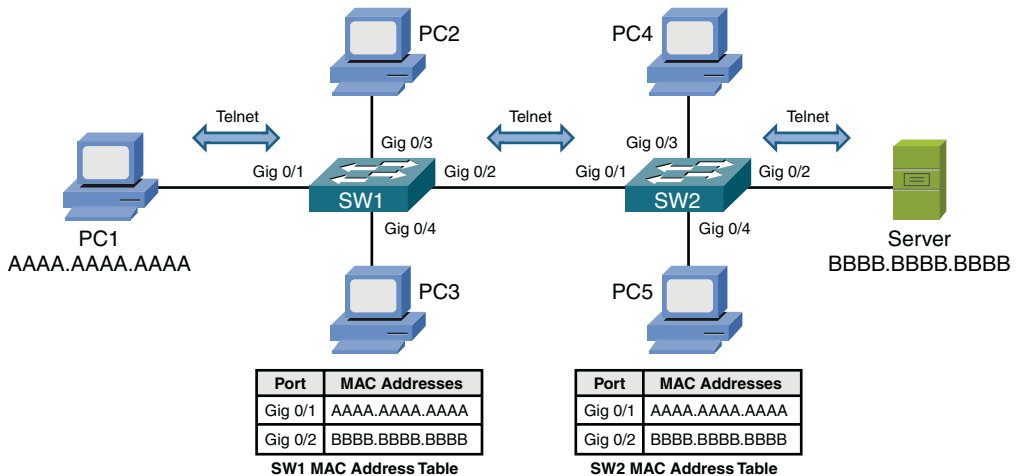 PC2
PC4
Telnet
Telnet
Telnet
Gig 0/3
Gig 0/3
Gig 0/1
Gig 0/2
Gig 0/1
Gig 0/2
SW1
SW2
Gig 0/4
Gig 0/4
PC1
AAAA.AAAA.AAAA
Server
BBBB.BBBB.BBBB
PC3
PC5
Port MAC Addresses
Gig 0/1 AAAA.AAAA.AAAA
Gig 0/2 BBBB.BBBB.BBBB
SW1 MAC Address Table
Port MAC Addresses
Gig 0/1 AAAA.AAAA.AAAA
Gig 0/2 BBBB.BBBB.BBBB
SW2 MAC Address Table